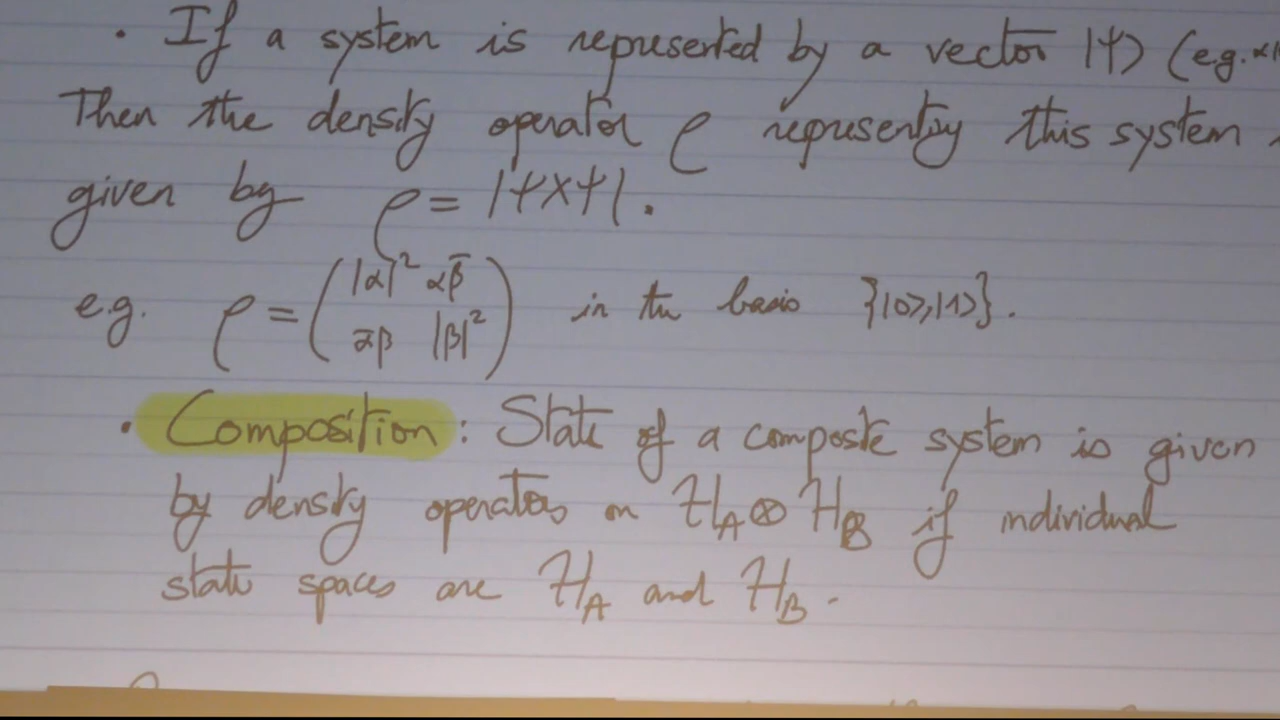 • If a system is represented by a vector |ψ⟩ (e.g. α|
Then the density operator ρ representing this system
given by ρ = |ψ⟩⟨ψ|.
e.g. ρ = ( |α|² αβ̄
ᾱβ |β|² ) in the basis {|0⟩,|1⟩}.
• Composition: State of a composite system is given
by density operators on H_A ⊗ H_B if individual
state spaces are H_A and H_B.